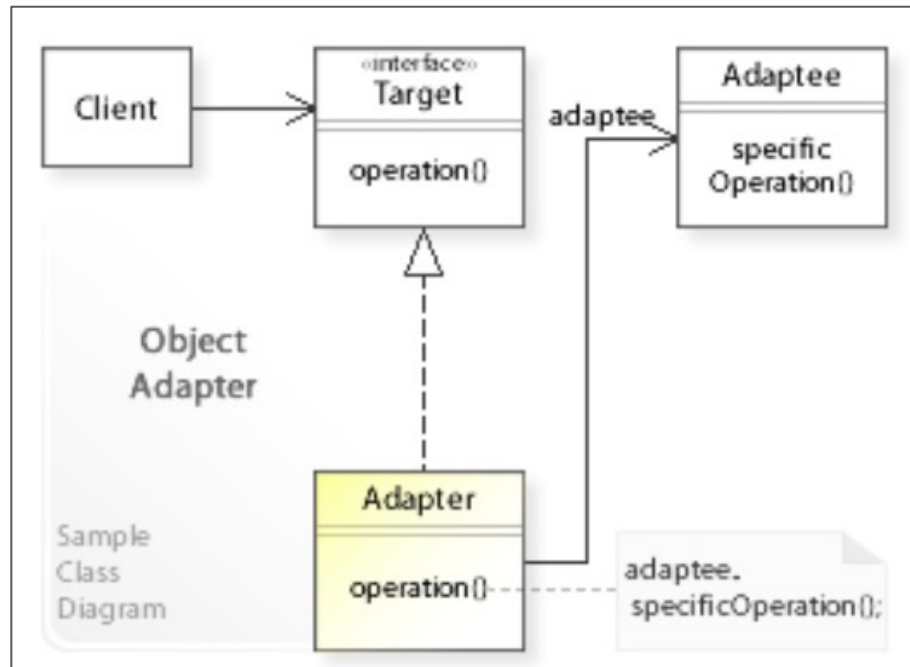 Client
«interface»
Target
operation()
Adaptee
specific
Operation()
adaptee
Object
Adapter
Adapter
operation()
adaptee.
specificOperation();
Sample
Class
Diagram